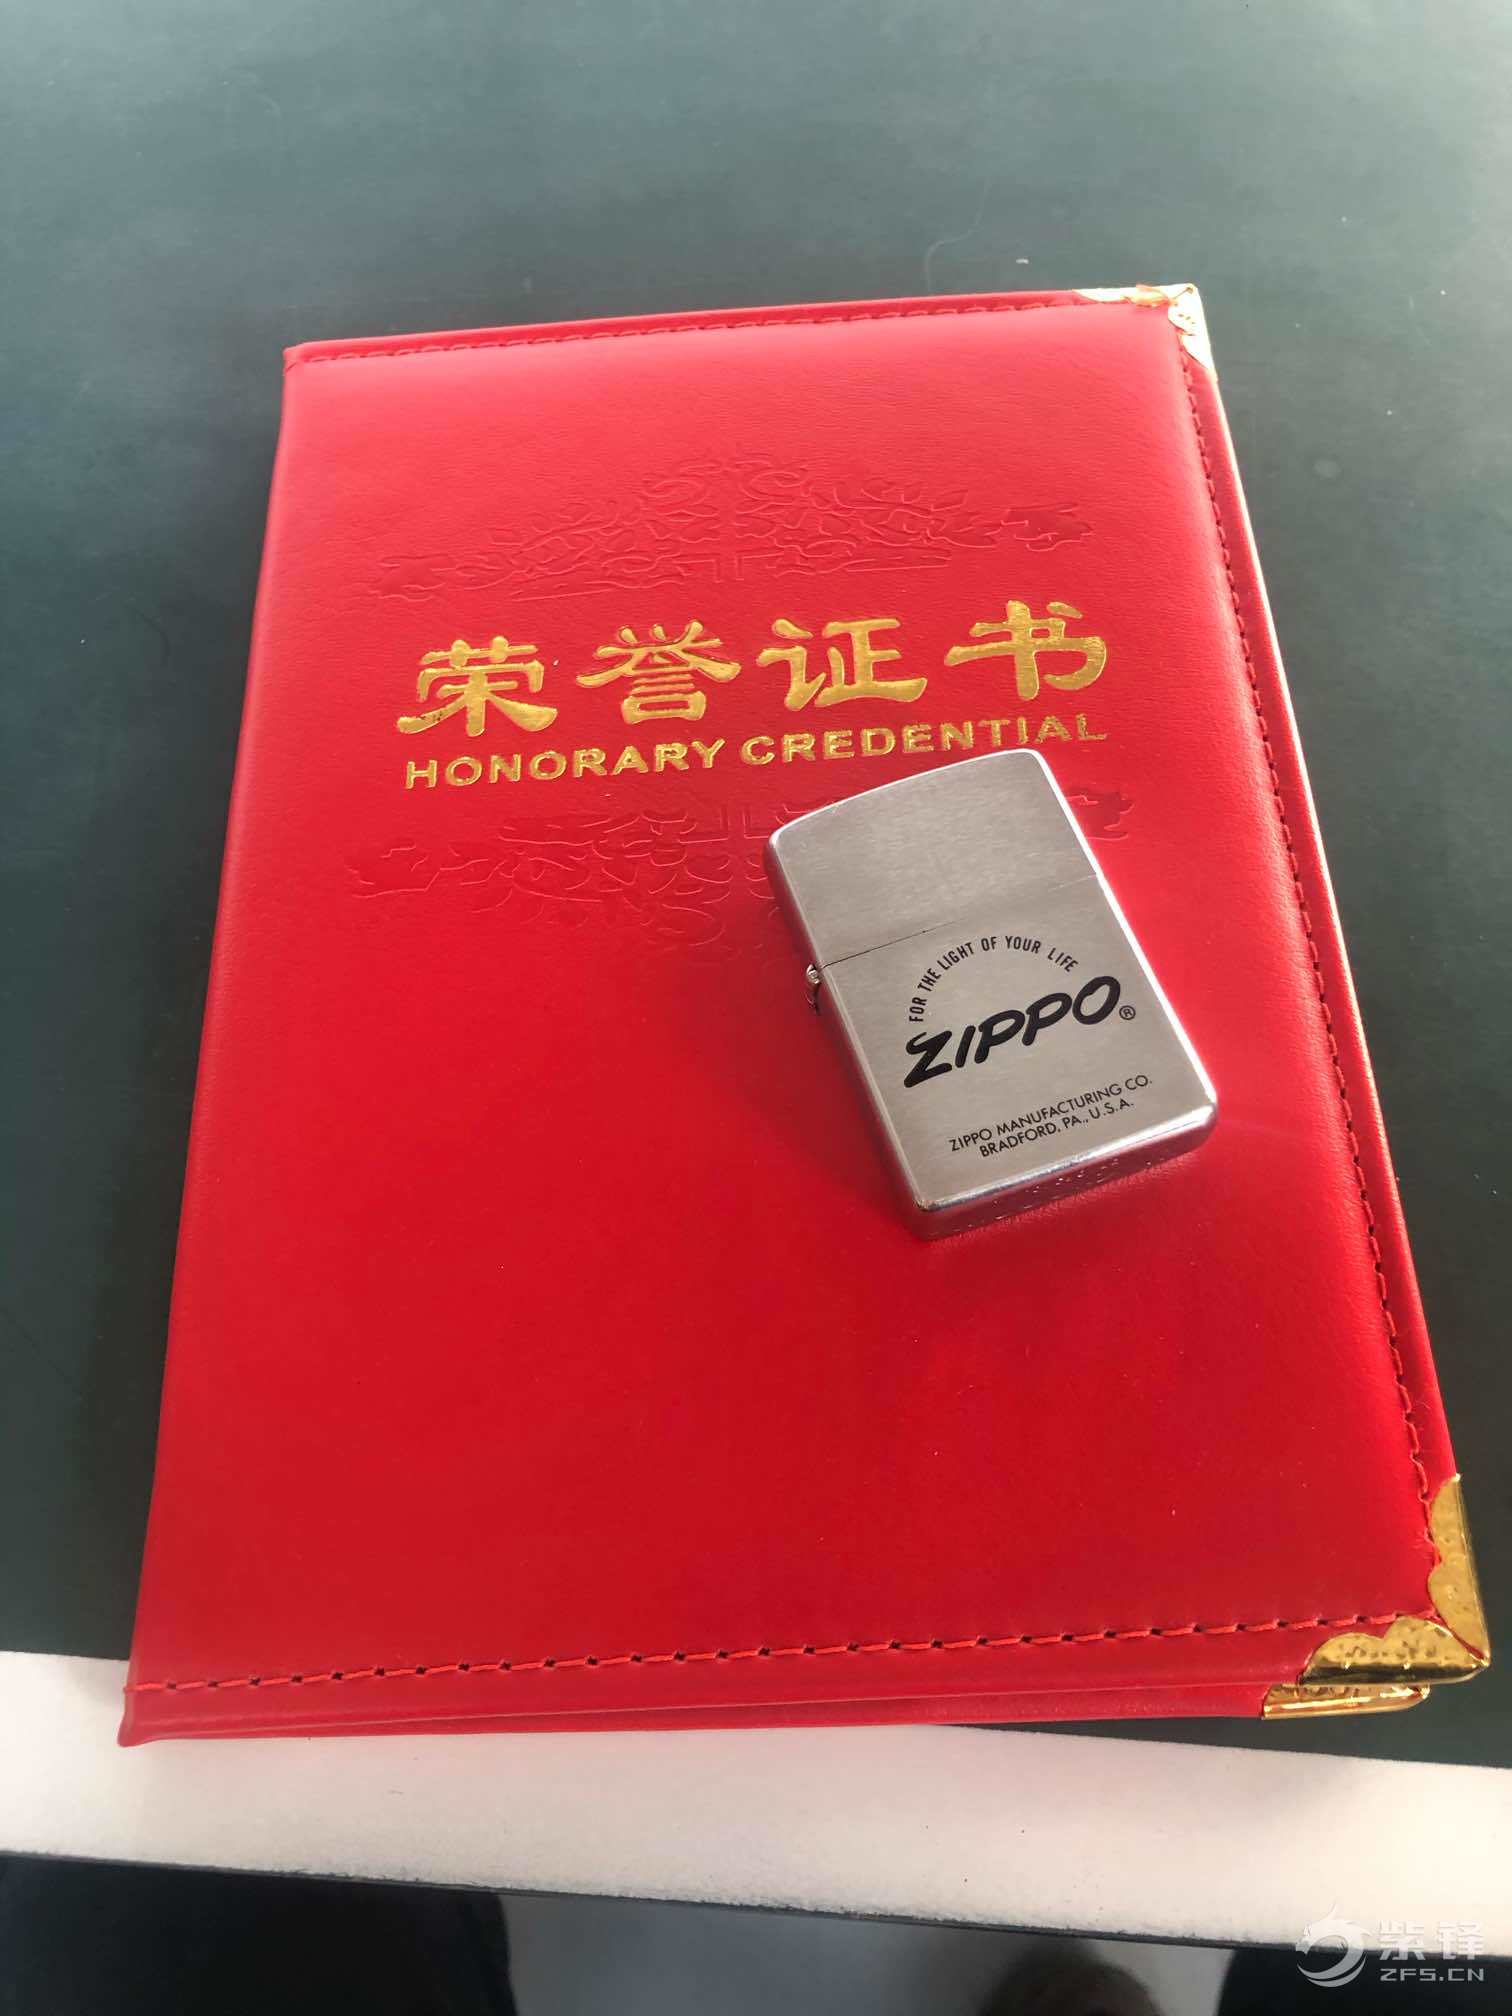 荣誉证书
HONORARY CREDENTIAL
FOR THE LIGHT OF YOUR LIFE
ZIPPO®
ZIPPO MANUFACTURING CO.
BRADFORD, PA., U.S.A.
紫锋
ZFS.CN